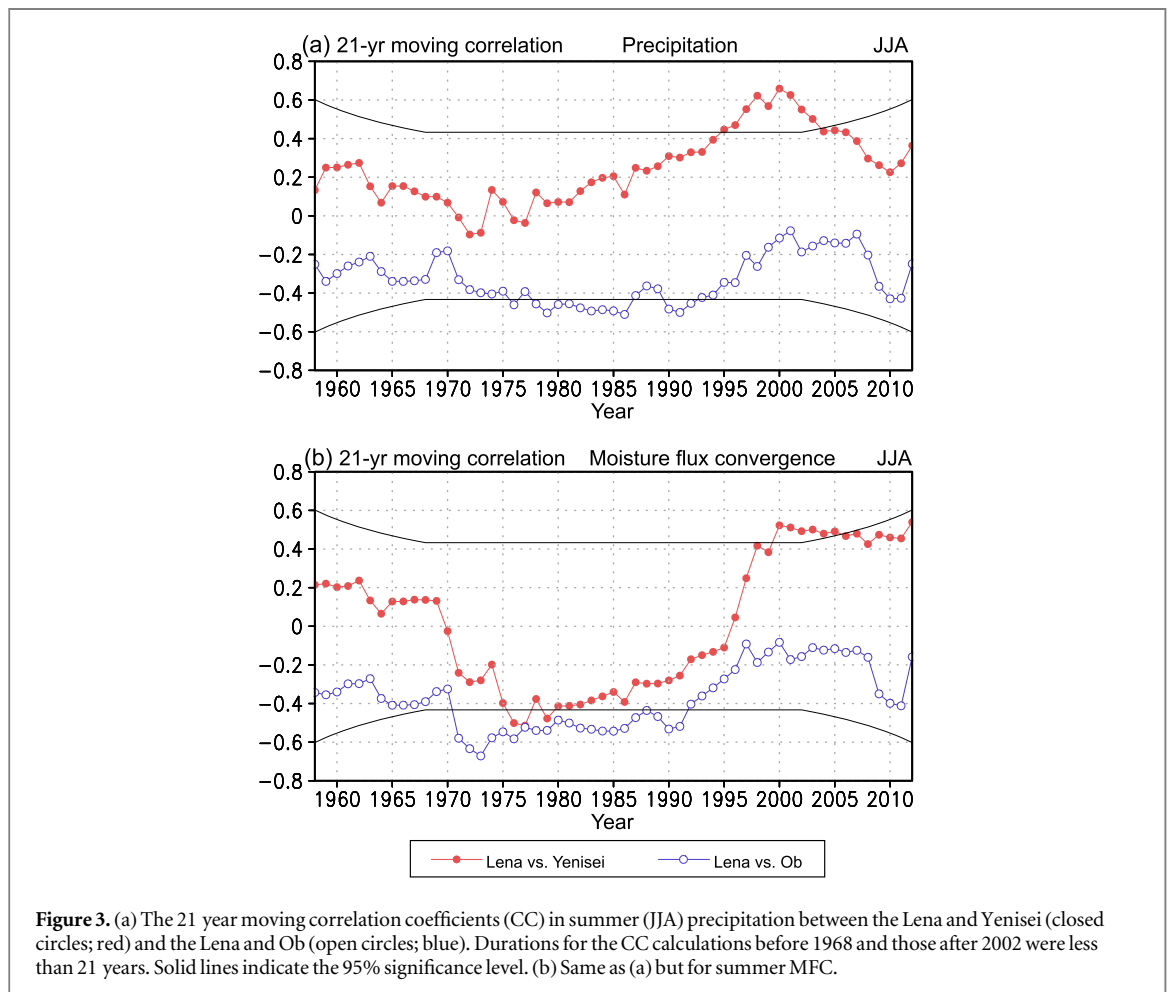 (a) 21-yr moving correlation Precipitation JJA
0.8
0.6
0.4
0.2
0
−0.2
−0.4
−0.6
−0.8
1960 1965 1970 1975 1980 1985 1990 1995 2000 2005 2010
Year
(b) 21-yr moving correlation Moisture flux convergence JJA
0.8
0.6
0.4
0.2
0
−0.2
−0.4
−0.6
−0.8
1960 1965 1970 1975 1980 1985 1990 1995 2000 2005 2010
Year
Lena vs. Yenisei Lena vs. Ob
Figure 3. (a) The 21 year moving correlation coefficients (CC) in summer (JJA) precipitation between the Lena and Yenisei (closed
circles; red) and the Lena and Ob (open circles; blue). Durations for the CC calculations before 1968 and those after 2002 were less
than 21 years. Solid lines indicate the 95% significance level. (b) Same as (a) but for summer MFC.